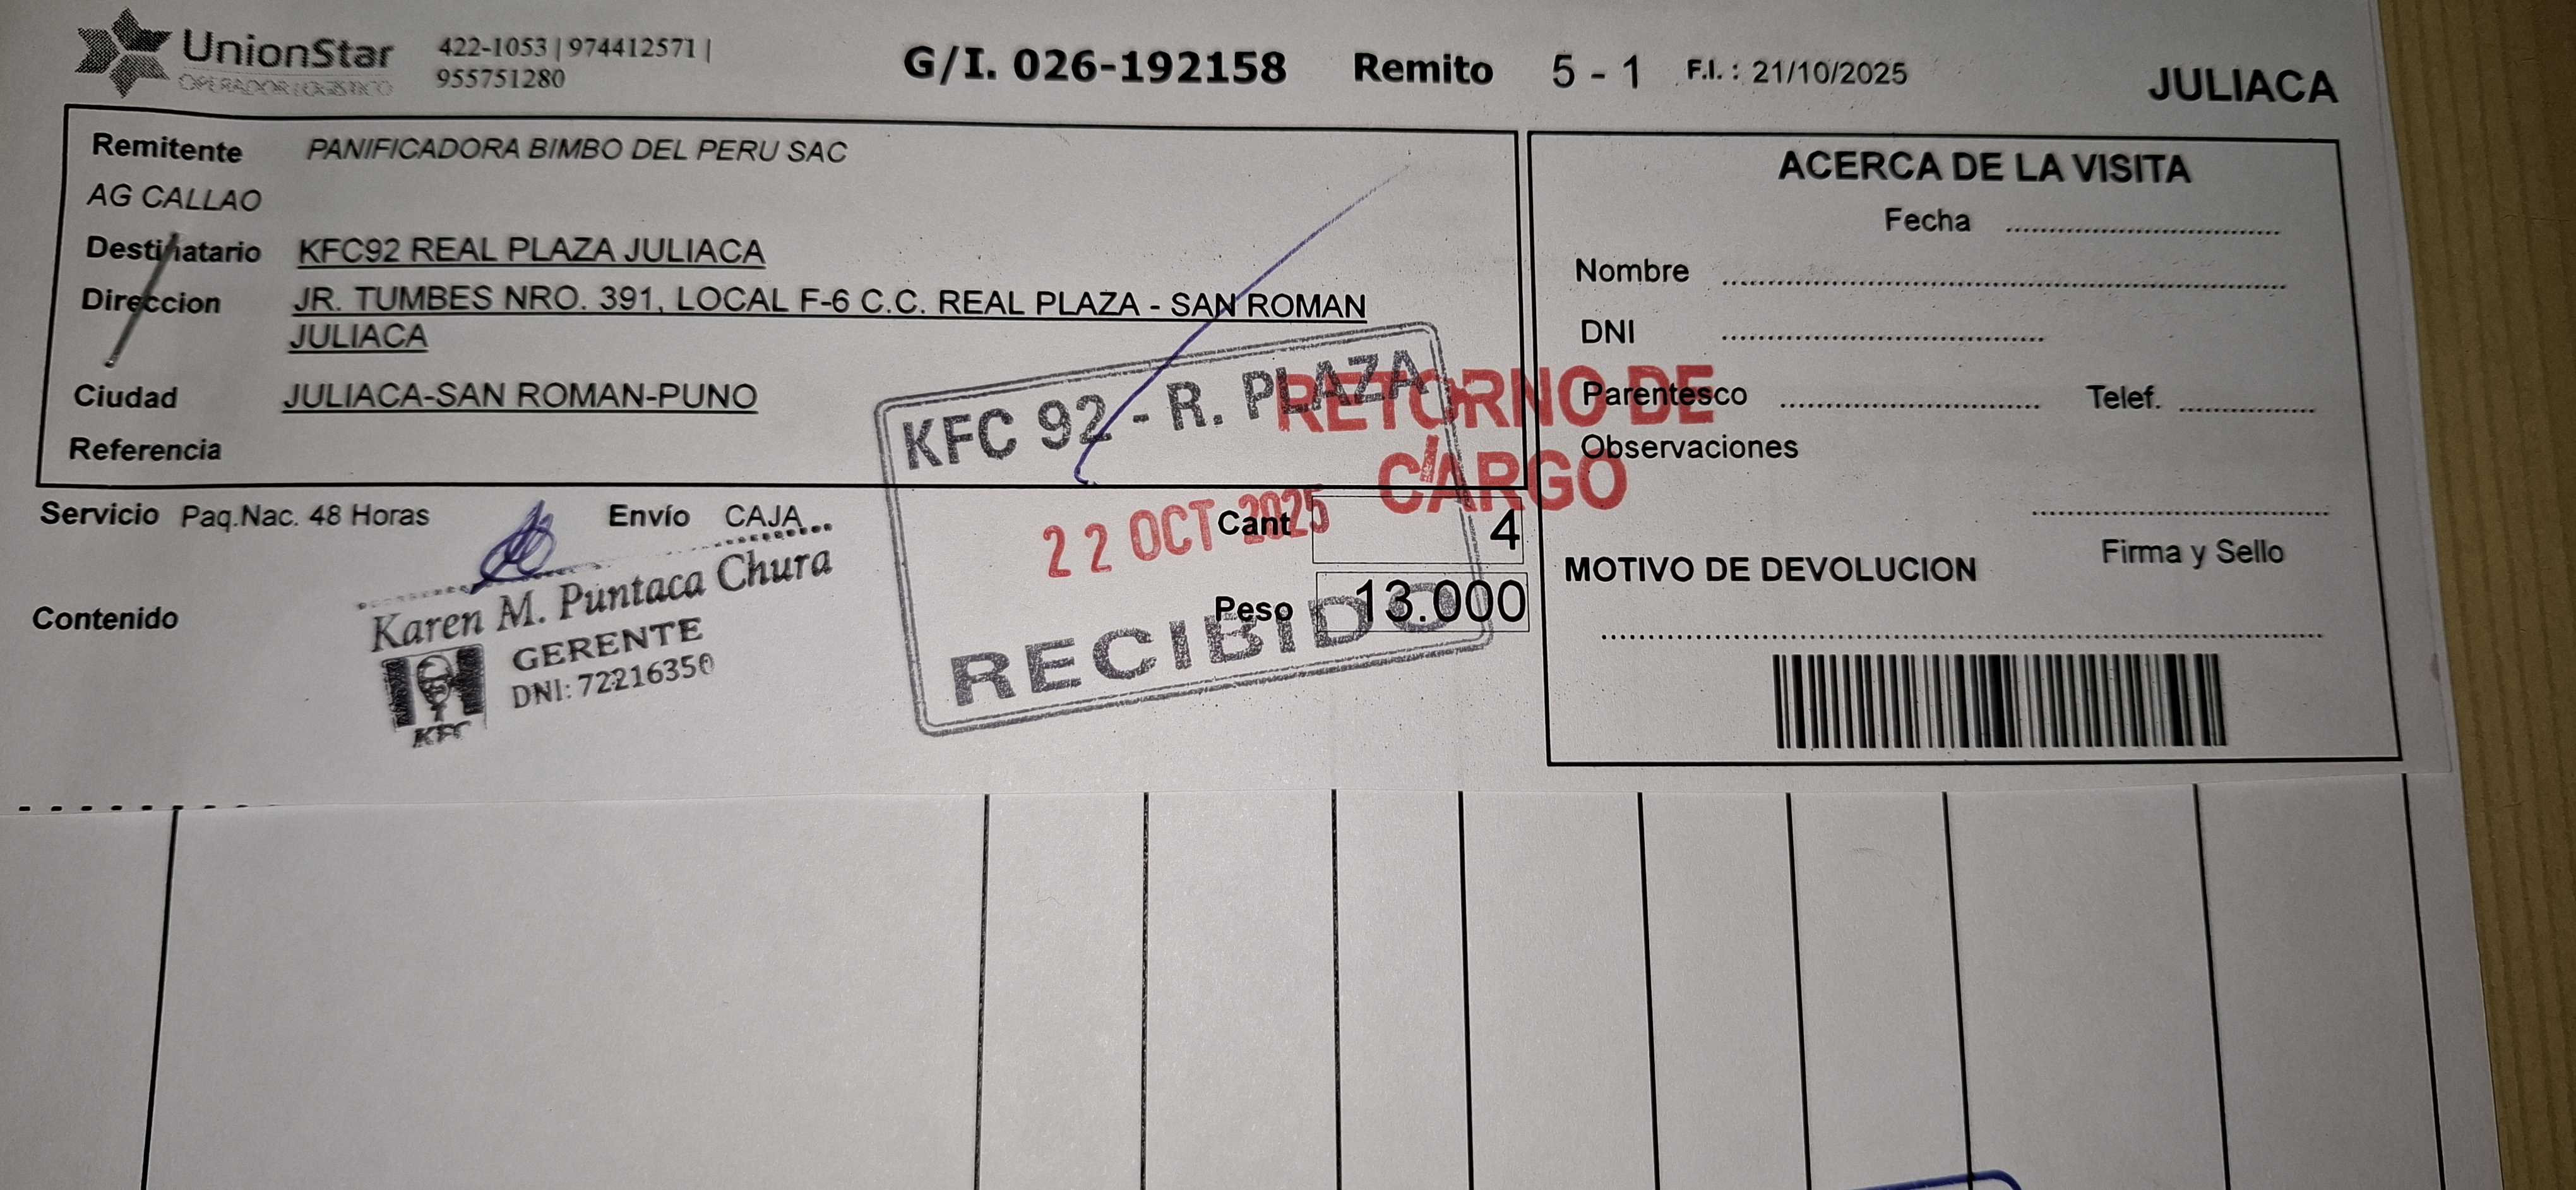 UnionStar
OPERADOR LOGISTICO
422-1053 | 974412571 |
955751280
G/I. 026-192158 Remito 5 - 1 F.I. : 21/10/2025
JULIACA
Remitente PANIFICADORA BIMBO DEL PERU SAC
AG CALLAO
Destinatario KFC92 REAL PLAZA JULIACA
Direccion JR. TUMBES NRO. 391, LOCAL F-6 C.C. REAL PLAZA - SAN ROMAN
JULIACA
Ciudad JULIACA-SAN ROMAN-PUNO
Referencia
Servicio Paq.Nac. 48 Horas Envío CAJA
Cant 4
Peso 13.000
Contenido
Karen M. Puntaca Chura
GERENTE
DNI: 72216350
KFC
KFC 92 - R. PLAZA
22 OCT 2025
RECIBIDO
RETORNO DE
CARGO
ACERCA DE LA VISITA
Fecha
Nombre
DNI
Parentesco Telef.
Observaciones
Firma y Sello
MOTIVO DE DEVOLUCION